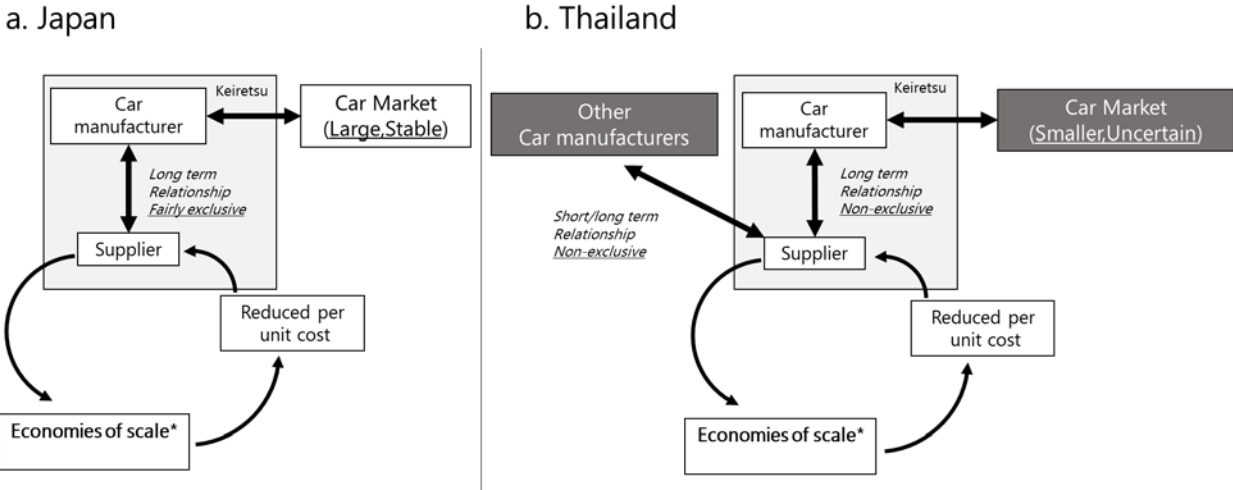 a. Japan
Keiretsu
Car
manufacturer
Car Market
(Large,Stable)
Long term
Relationship
Fairly exclusive
Supplier
Reduced per
unit cost
Economies of scale*
b. Thailand
Other
Car manufacturers
Keiretsu
Car
manufacturer
Car Market
(Smaller,Uncertain)
Long term
Relationship
Non-exclusive
Short/long term
Relationship
Non-exclusive
Supplier
Reduced per
unit cost
Economies of scale*